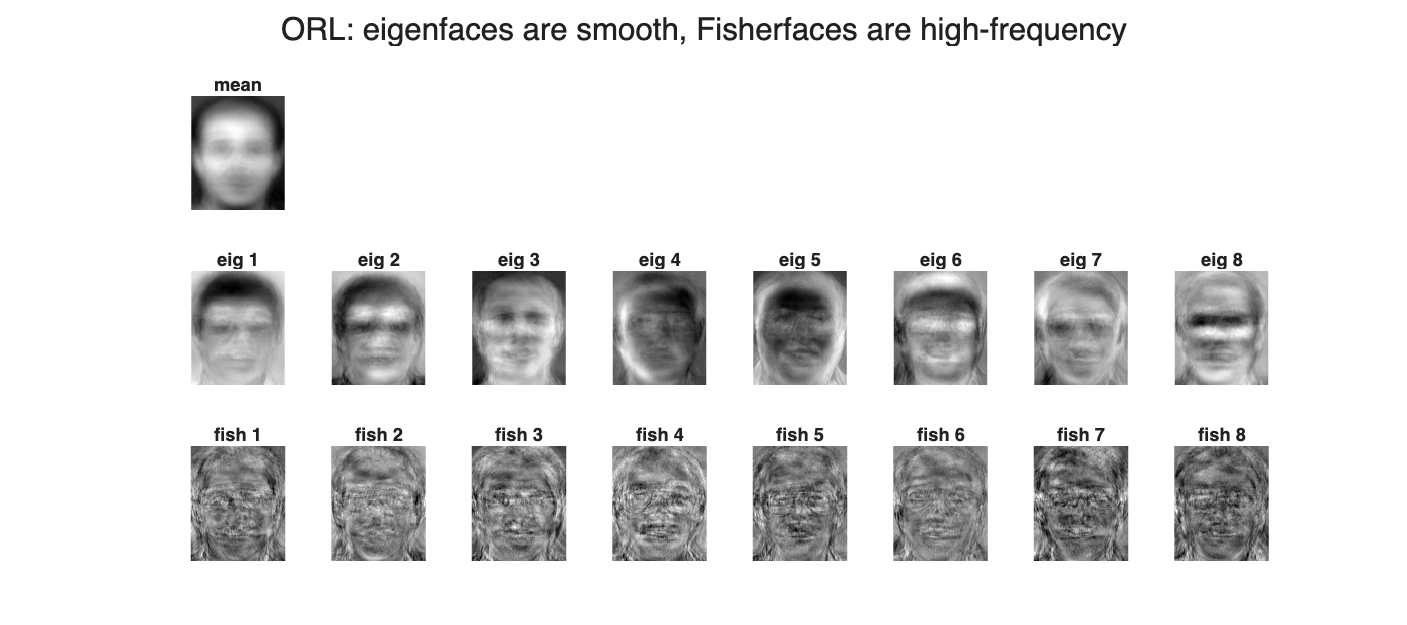 ORL: eigenfaces are smooth, Fisherfaces are high-frequency
mean
eig 1 eig 2 eig 3 eig 4 eig 5 eig 6 eig 7 eig 8
fish 1 fish 2 fish 3 fish 4 fish 5 fish 6 fish 7 fish 8